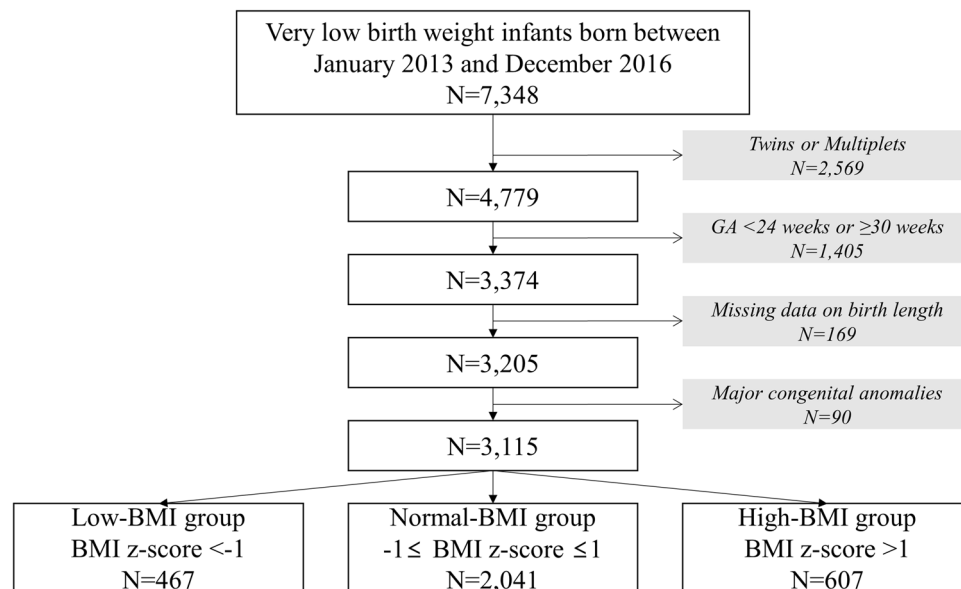 Very low birth weight infants born between
January 2013 and December 2016
N=7,348
Twins or Multiplets
N=2,569
N=4,779
GA <24 weeks or ≥30 weeks
N=1,405
N=3,374
Missing data on birth length
N=169
N=3,205
Major congenital anomalies
N=90
N=3,115
Low-BMI group
BMI z-score <-1
N=467
Normal-BMI group
-1≤ BMI z-score ≤1
N=2,041
High-BMI group
BMI z-score >1
N=607